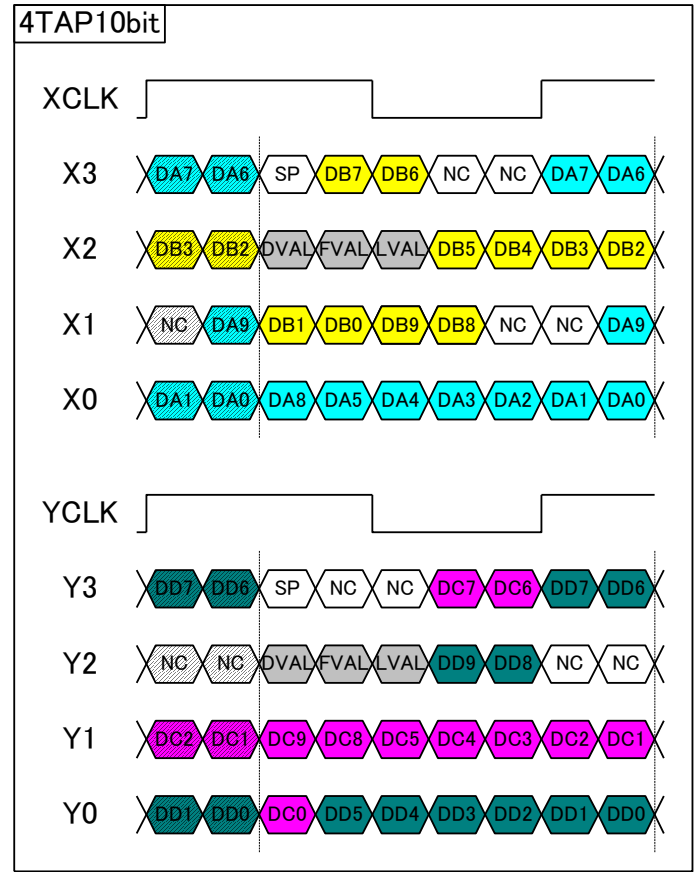 4TAP10bit
XCLK
X3 DA7 DA6 SP DB7 DB6 NC NC DA7 DA6
X2 DB3 DB2 DVAL FVAL LVAL DB5 DB4 DB3 DB2
X1 NC DA9 DB1 DB0 DB9 DB8 NC NC DA9
X0 DA1 DA0 DA8 DA5 DA4 DA3 DA2 DA1 DA0
YCLK
Y3 DD7 DD6 SP NC NC DC7 DC6 DD7 DD6
Y2 NC NC DVAL FVAL LVAL DD9 DD8 NC NC
Y1 DC2 DC1 DC9 DC8 DC5 DC4 DC3 DC2 DC1
Y0 DD1 DD0 DC0 DD5 DD4 DD3 DD2 DD1 DD0